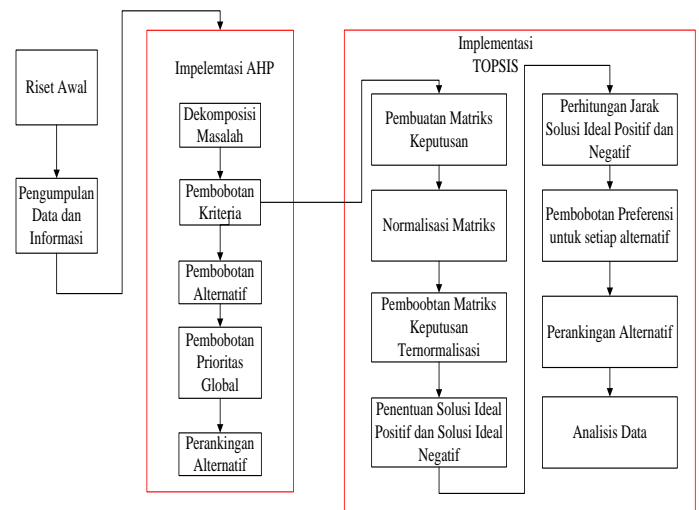 Riset Awal
Pengumpulan
Data dan
Informasi
Impelemtasi AHP
Dekomposisi
Masalah
Pembobotan
Kriteria
Pembobotan
Alternatif
Pembobotan
Prioritas
Global
Perankingan
Alternatif
Implementasi
TOPSIS
Pembuatan Matriks
Keputusan
Normalisasi Matriks
Pemboobtan Matriks
Keputusan
Ternormalisasi
Penentuan Solusi Ideal
Positif dan Solusi Ideal
Negatif
Perhitungan Jarak
Solusi Ideal Positif dan
Negatif
Pembobotan Preferensi
untuk setiap alternatif
Perankingan Alternatif
Analisis Data